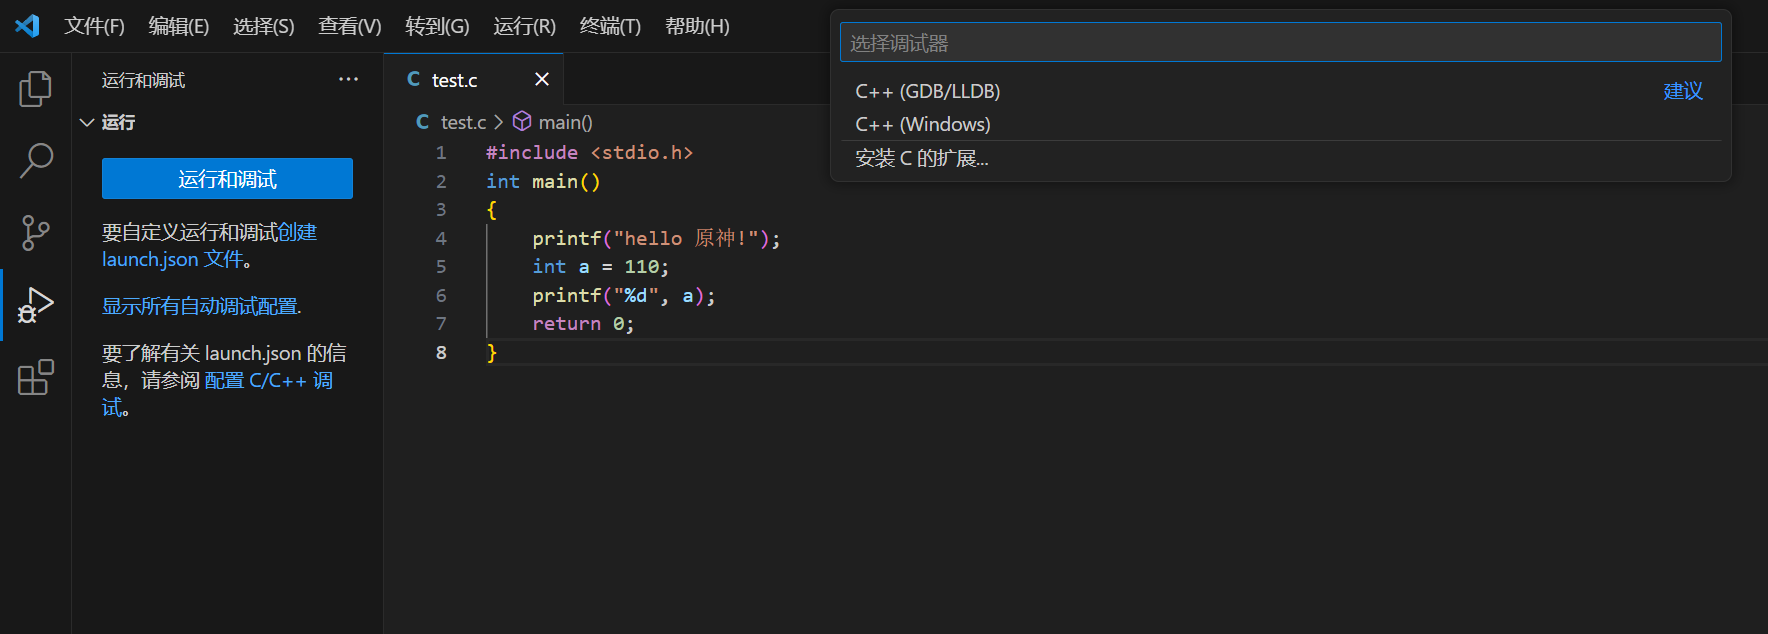 文件(F) 编辑(E) 选择(S) 查看(V) 转到(G) 运行(R) 终端(T) 帮助(H)
选择调试器
C++ (GDB/LLDB) 建议
C++ (Windows)
安装 C 的扩展...
运行和调试 ···
运行
运行和调试
要自定义运行和调试创建
launch.json 文件。
显示所有自动调试配置.
要了解有关 launch.json 的信
息，请参阅 配置 C/C++ 调
试。
C test.c
C test.c > main()
1 #include <stdio.h>
2 int main()
3 {
4 printf("hello 原神!");
5 int a = 110;
6 printf("%d", a);
7 return 0;
8 }